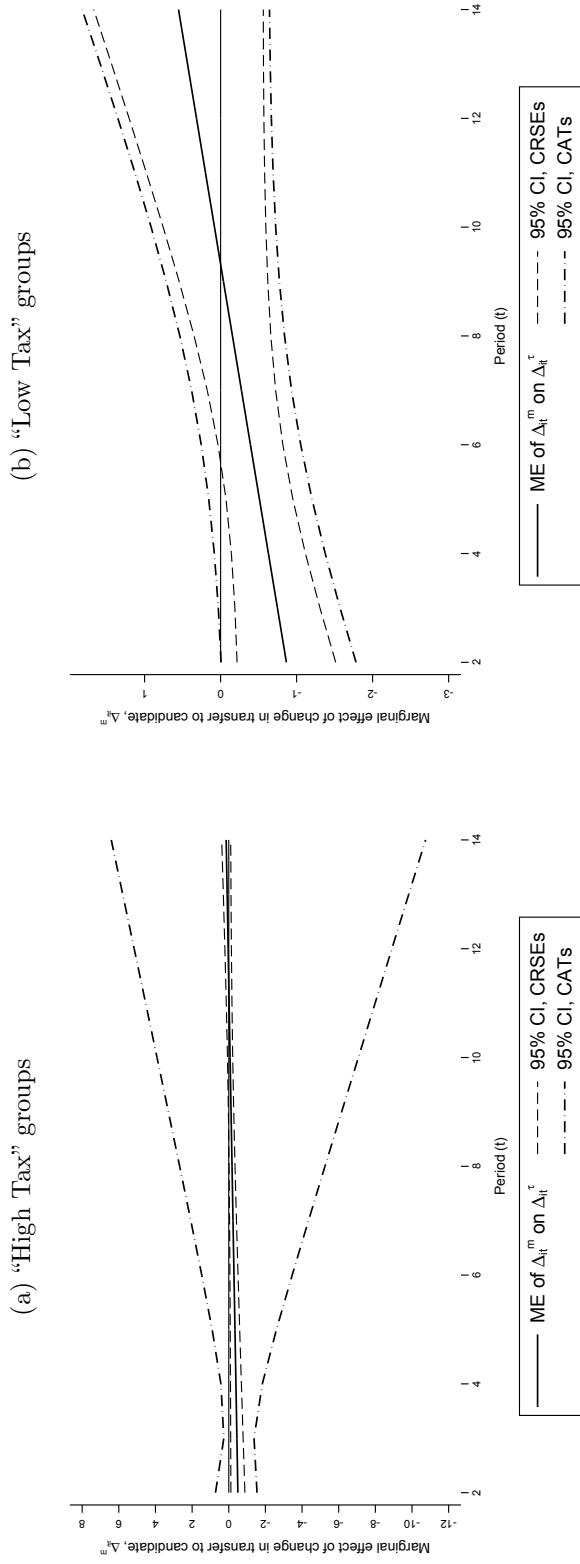 (a) “High Tax” groups
Marginal effect of change in transfer to candidate, Δ_it^m
8
6
4
2
0
-2
-4
-6
-8
-10
-12
2
4
6
8
10
12
14
Period (t)
ME of Δ_it^m on Δ_it^τ
95% CI, CRSEs
95% CI, CATs
(b) “Low Tax” groups
Marginal effect of change in transfer to candidate, Δ_it^m
1
0
-1
-2
-3
2
4
6
8
10
12
14
Period (t)
ME of Δ_it^m on Δ_it^τ
95% CI, CRSEs
95% CI, CATs